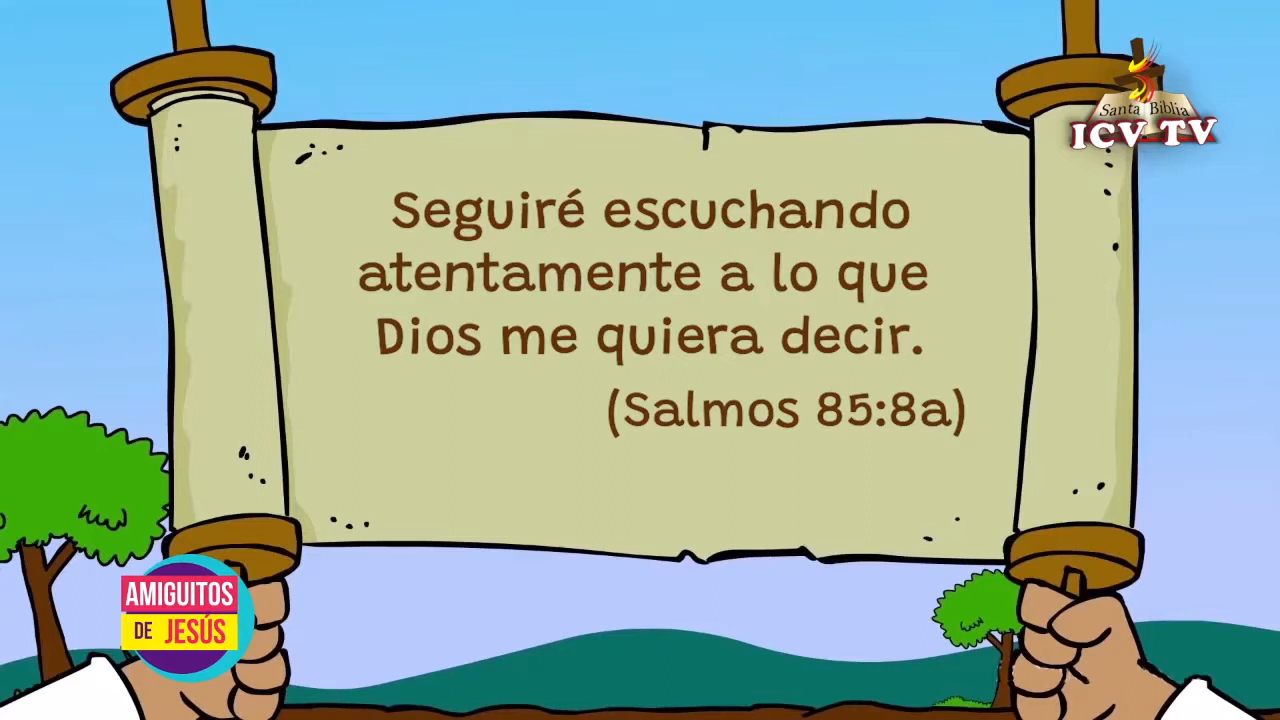 Santa Biblia
ICV TV
Seguiré escuchando
atentamente a lo que
Dios me quiera decir.
(Salmos 85:8a)
AMIGUITOS
DE JESÚS